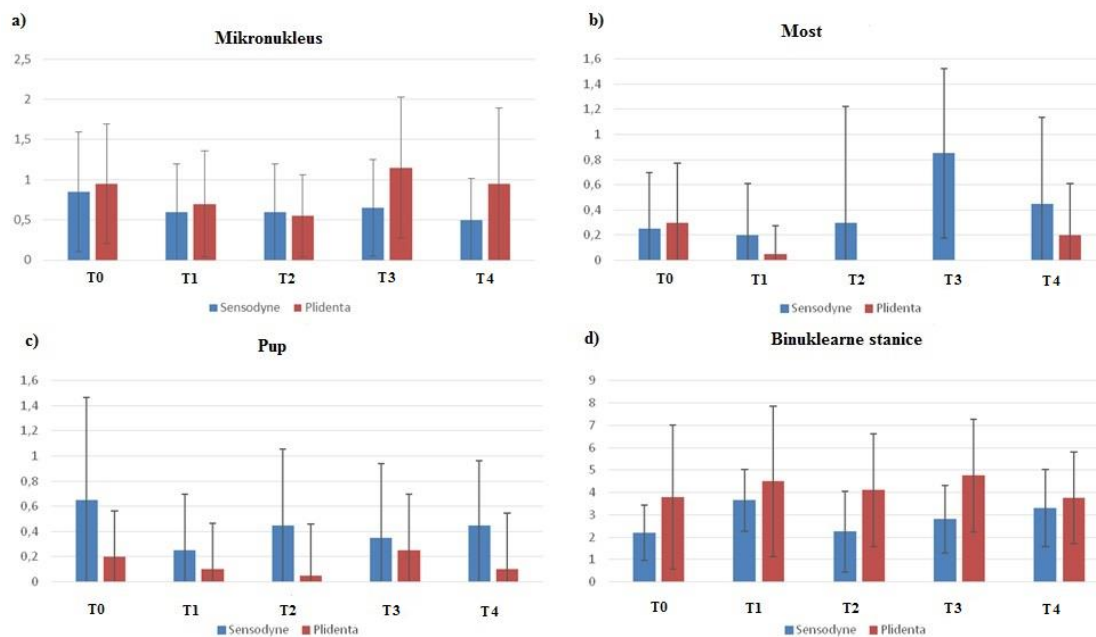 a)
Mikronukleus
2,5
2
1,5
1
0,5
0
T0 T1 T2 T3 T4
Sensodyne Plidenta
b)
Most
1,6
1,4
1,2
1
0,8
0,6
0,4
0,2
0
T0 T1 T2 T3 T4
Sensodyne Plidenta
c)
Pup
1,6
1,4
1,2
1
0,8
0,6
0,4
0,2
0
T0 T1 T2 T3 T4
Sensodyne Plidenta
d)
Binuklearne stanice
9
8
7
6
5
4
3
2
1
0
T0 T1 T2 T3 T4
Sensodyne Plidenta